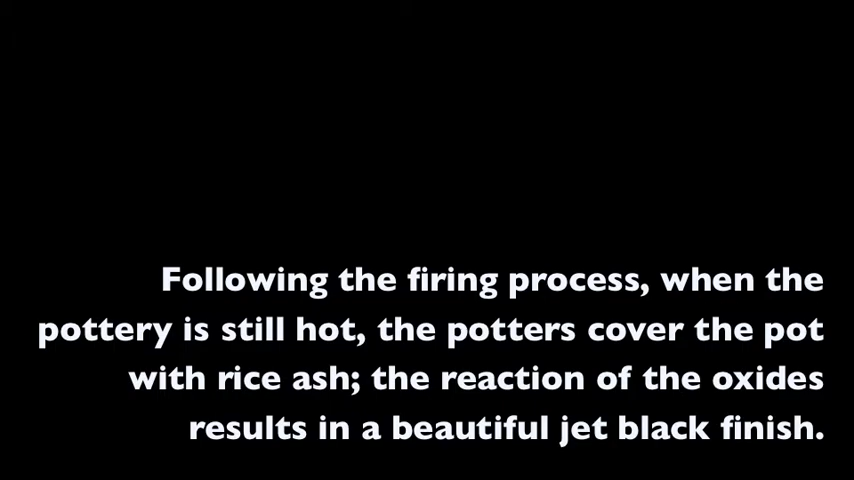 Following the firing process, when the
pottery is still hot, the potters cover the pot
with rice ash; the reaction of the oxides
results in a beautiful jet black finish.